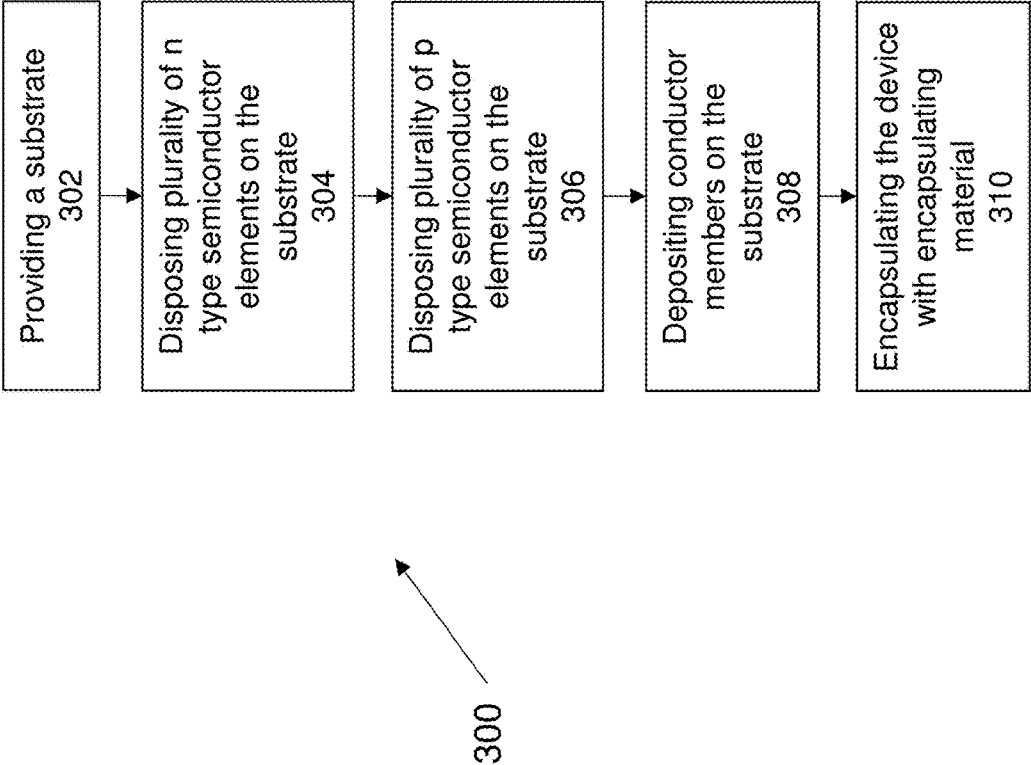 Providing a substrate
302
Disposing plurality of n
type semiconductor
elements on the
substrate
304
Disposing plurality of p
type semiconductor
elements on the
substrate
306
Depositing conductor
members on the
substrate
308
Encapsulating the device
with encapsulating
material
310
300